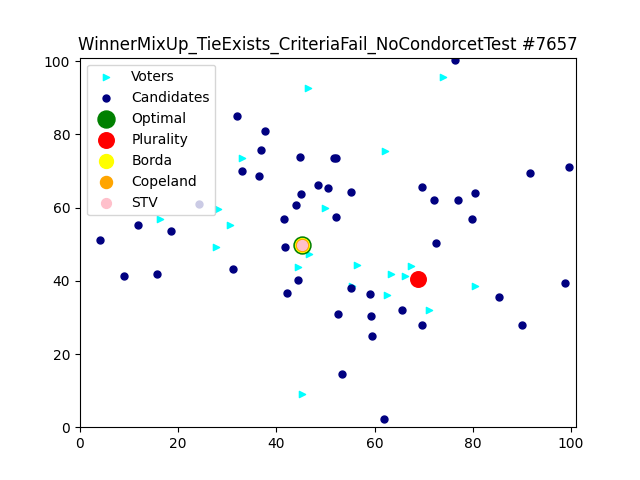 WinnerMixUp_TieExists_CriteriaFail_NoCondorcetTest #7657
100
80
60
40
20
0
Voters
Candidates
Optimal
Plurality
Borda
Copeland
STV
0 20 40 60 80 100